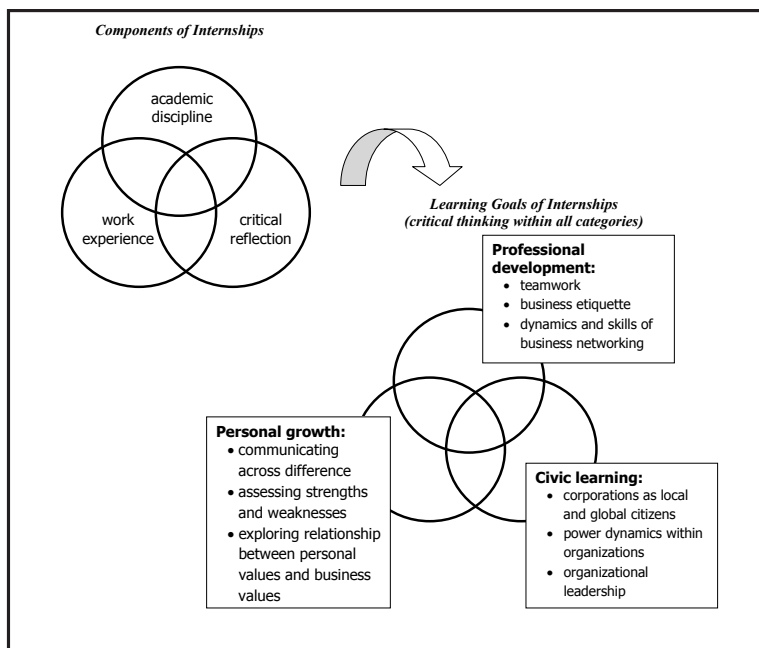 Components of Internships
academic
discipline
work
experience
critical
reflection
Learning Goals of Internships
(critical thinking within all categories)
Professional
development:
• teamwork
• business etiquette
• dynamics and skills of
business networking
Personal growth:
• communicating
across difference
• assessing strengths
and weaknesses
• exploring relationship
between personal
values and business
values
Civic learning:
• corporations as local
and global citizens
• power dynamics within
organizations
• organizational
leadership